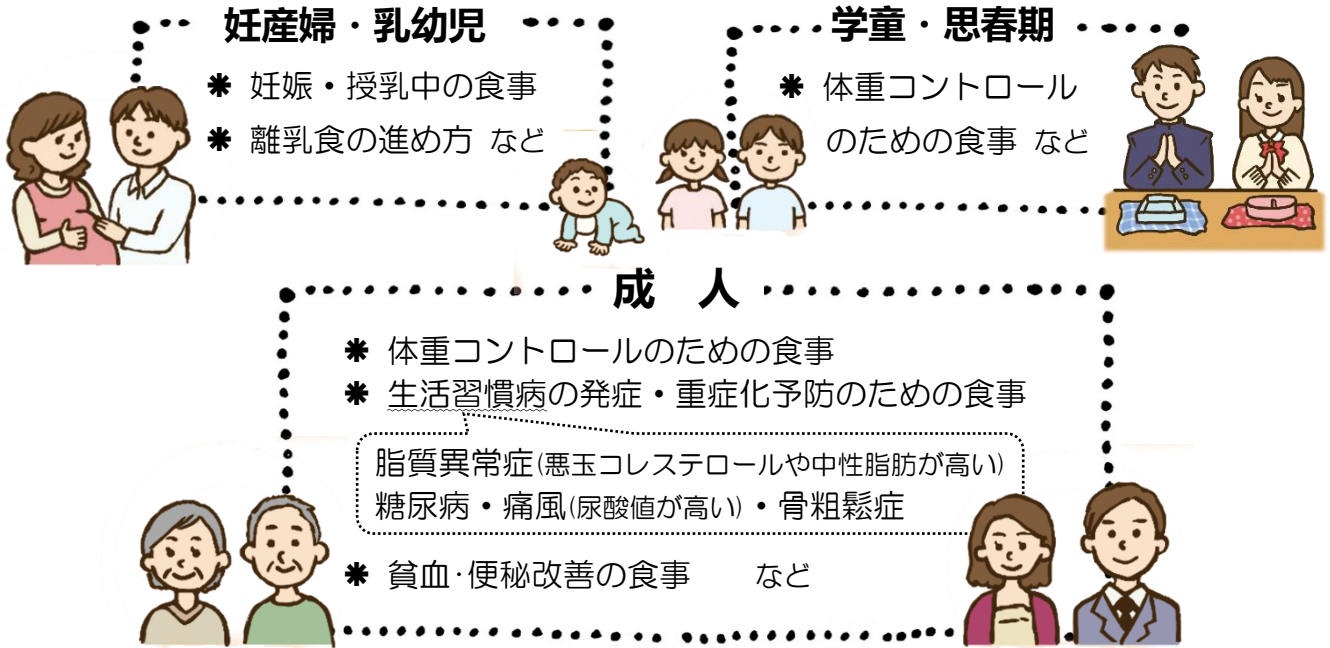 妊産婦・乳幼児
✱ 妊娠・授乳中の食事
✱ 離乳食の進め方 など
学童・思春期
✱ 体重コントロール
のための食事 など
成 人
✱ 体重コントロールのための食事
✱ 生活習慣病の発症・重症化予防のための食事
脂質異常症(悪玉コレステロールや中性脂肪が高い)
糖尿病・痛風(尿酸値が高い)・骨粗鬆症
✱ 貧血・便秘改善の食事 など